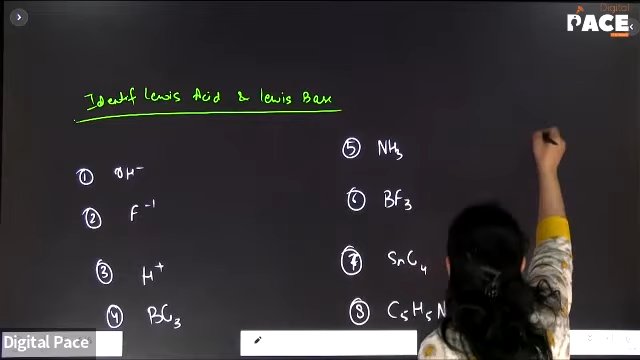 Identif Lewis Acid & Lewis Base
① OH⁻
② F⁻¹
③ H⁺
④ BCl₃
⑤ NH₃
⑥ BF₃
⑦ SnCl₄
⑧ C₅H₅N
Digital
PACE
Digital Pace